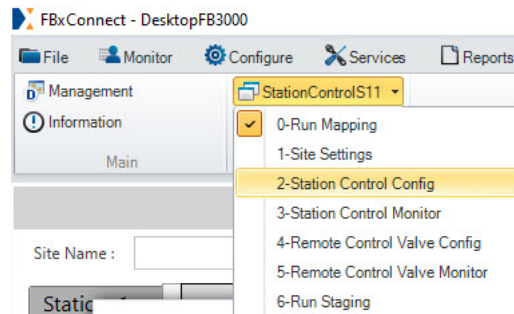 FBxConnect - DesktopFB3000
File Monitor Configure Services Reports
Management
StationControlS11
Information
0-Run Mapping
1-Site Settings
Main
2-Station Control Config
3-Station Control Monitor
Site Name :
4-Remote Control Valve Config
5-Remote Control Valve Monitor
6-Run Staging